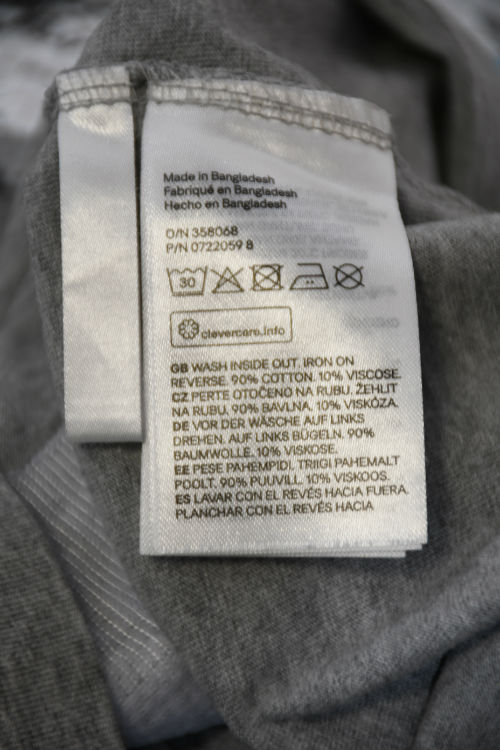 Made in Bangladesh
Fabriqué en Bangladesh
Hecho en Bangladesh
O/N 358068
P/N 0722059 8
30
clevercare.info
GB WASH INSIDE OUT. IRON ON
REVERSE. 90% COTTON. 10% VISCOSE.
CZ PERTE OTOČENO NA RUBU. ŽEHLIT
NA RUBU. 90% BAVLNA. 10% VISKÓZA.
DE VOR DER WÄSCHE AUF LINKS
DREHEN. AUF LINKS BÜGELN. 90%
BAUMWOLLE. 10% VISKOSE.
EE PESE PAHEMPIDI. TRIIGI PAHEMALT
POOLT. 90% PUUVILL. 10% VISKOOS.
ES LAVAR CON EL REVÉS HACIA FUERA.
PLANCHAR CON EL REVÉS HACIA